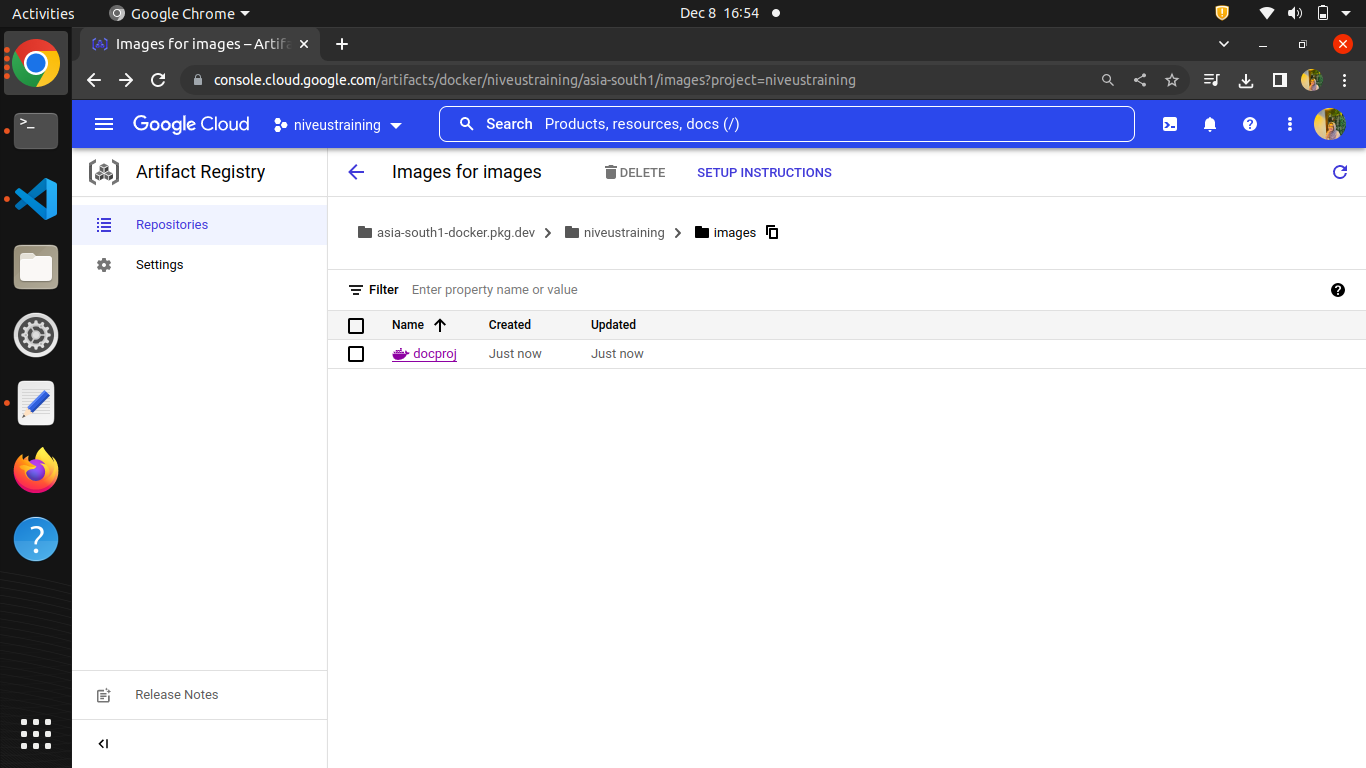 Activities Google Chrome Dec 8 16:54
Images for images – Artifa
console.cloud.google.com/artifacts/docker/niveustraining/asia-south1/images?project=niveustraining
Google Cloud niveustraining Search Products, resources, docs (/)
Artifact Registry Images for images DELETE SETUP INSTRUCTIONS
Repositories
Settings
asia-south1-docker.pkg.dev niveustraining images
Filter Enter property name or value
Name Created Updated
docproj Just now Just now
Release Notes